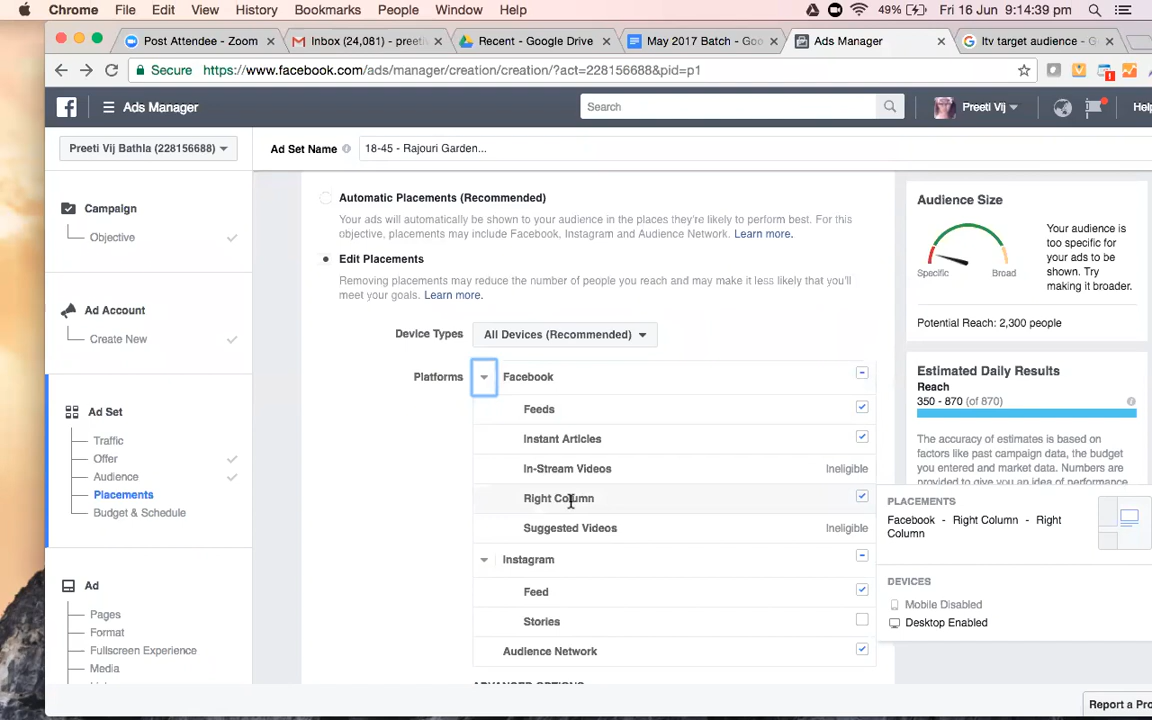 Chrome File Edit View History Bookmarks People Window Help 49% Fri 16 Jun 9:14:39 pm
Post Attendee - Zoom Inbox (24,081) - preeti Recent - Google Drive May 2017 Batch - Goo Ads Manager ltv target audience - G
Secure https://www.facebook.com/ads/manager/creation/creation/?act=228156688&pid=p1
Ads Manager Search Preeti Vij Help
Preeti Vij Bathla (228156688) Ad Set Name 18-45 - Rajouri Garden...
Campaign
Objective
Ad Account
Create New
Ad Set
Traffic
Offer
Audience
Placements
Budget & Schedule
Ad
Pages
Format
Fullscreen Experience
Media
Automatic Placements (Recommended)
Your ads will automatically be shown to your audience in the places they're likely to perform best. For this
objective, placements may include Facebook, Instagram and Audience Network. Learn more.
Edit Placements
Removing placements may reduce the number of people you reach and may make it less likely that you'll
meet your goals. Learn more.
Device Types All Devices (Recommended)
Platforms Facebook
Feeds
Instant Articles
In-Stream Videos Ineligible
Right Column
Suggested Videos Ineligible
Instagram
Feed
Stories
Audience Network
ADVANCED OPTIONS
Audience Size
Specific Broad
Your audience is
too specific for
your ads to be
shown. Try
making it broader.
Potential Reach: 2,300 people
Estimated Daily Results
Reach
350 - 870 (of 870)
The accuracy of estimates is based on
factors like past campaign data, the budget
you entered and market data. Numbers are
provided to give you an idea of performance
PLACEMENTS
Facebook - Right Column - Right
Column
DEVICES
Mobile Disabled
Desktop Enabled
Report a Pro